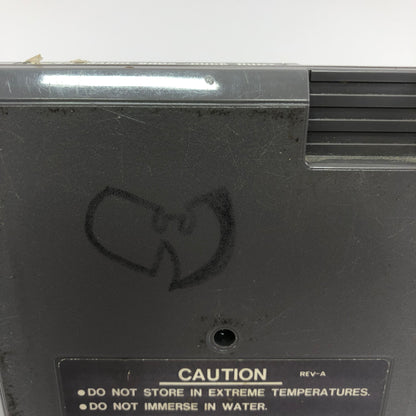 CAUTION REV-A
● DO NOT STORE IN EXTREME TEMPERATURES.
● DO NOT IMMERSE IN WATER.